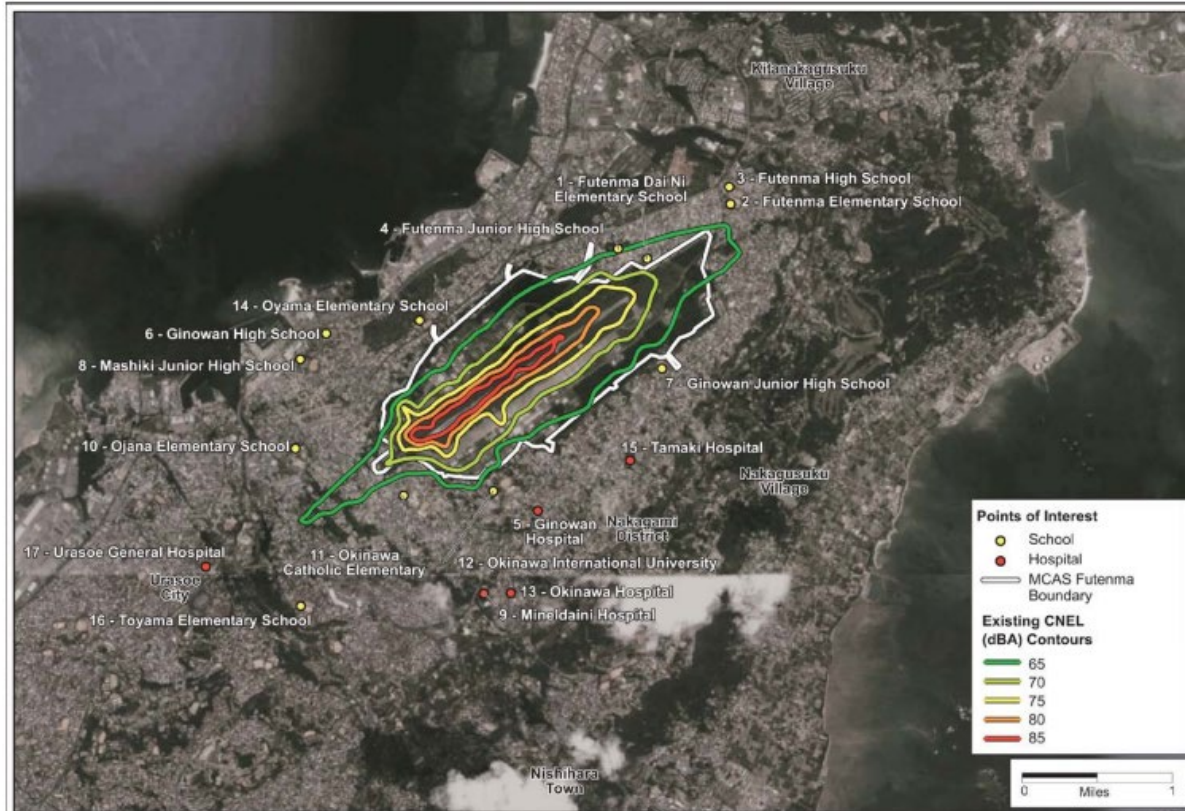 Kitanakagusuku
Village
1 - Futenma Dai Ni
Elementary School
3 - Futenma High School
2 - Futenma Elementary School
4 - Futenma Junior High School
14 - Oyama Elementary School
6 - Ginowan High School
8 - Mashiki Junior High School
7 - Ginowan Junior High School
10 - Ojana Elementary School
15 - Tamaki Hospital
Nakagusuku
Village
5 - Ginowan
Hospital
Nakagami
District
17 - Urasoe General Hospital
Urasoe
City
11 - Okinawa
Catholic Elementary
12 - Okinawa International University
13 - Okinawa Hospital
9 - Mineldaini Hospital
16 - Toyama Elementary School
Nishihara
Town
Points of Interest
School
Hospital
MCAS Futenma
Boundary
Existing CNEL
(dBA) Contours
65
70
75
80
85
0 1
Miles